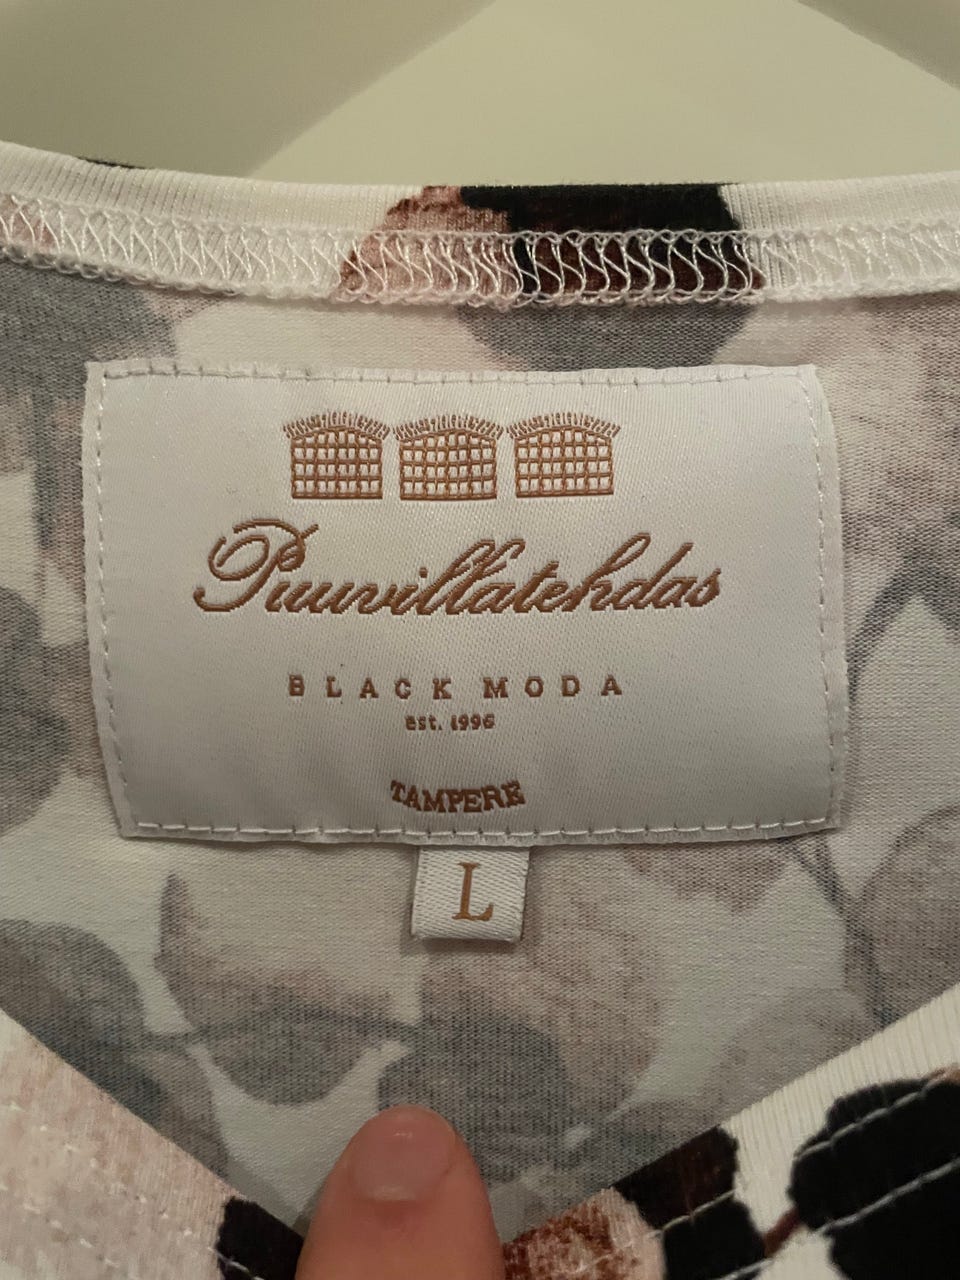 Puuvillatehdas
BLACK MODA
est. 1996
TAMPERE
L